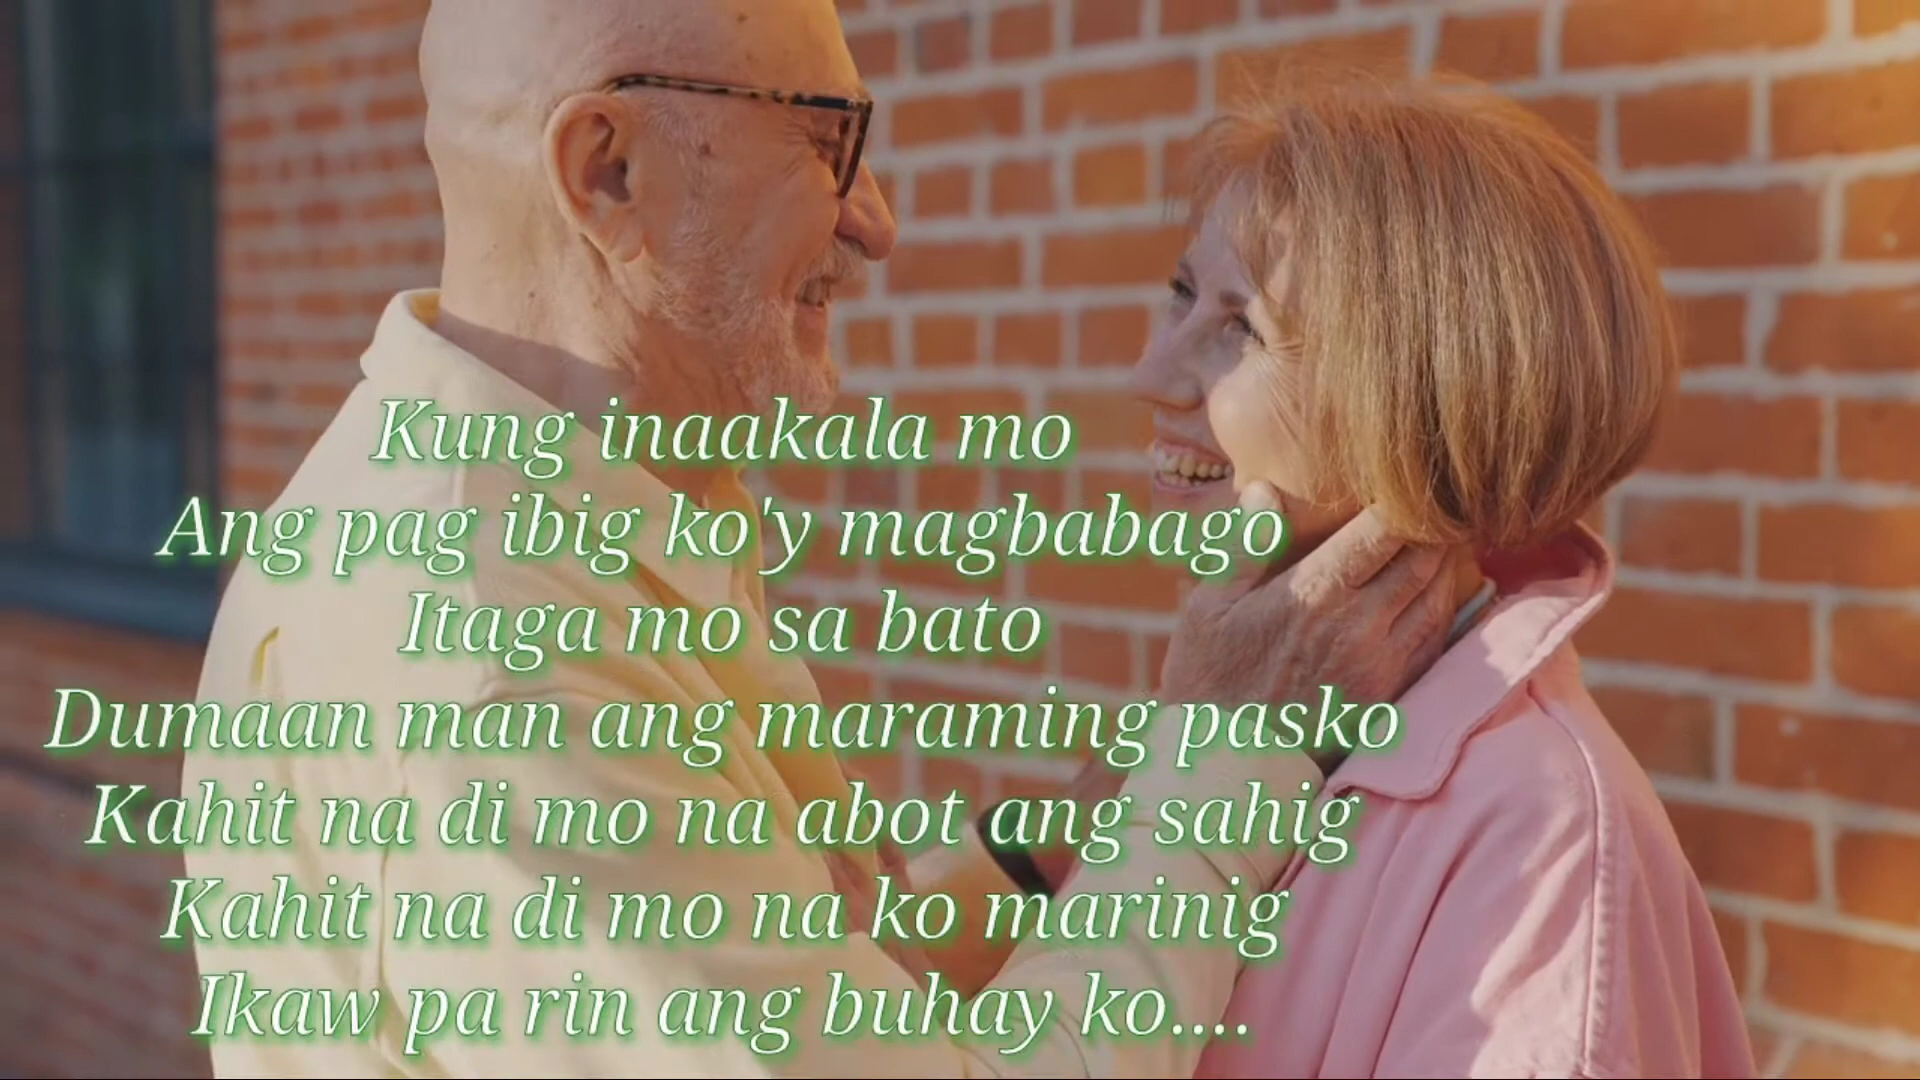 Kung inaakala mo
Ang pag ibig ko'y magbabago
Itaga mo sa bato
Dumaan man ang maraming pasko
Kahit na di mo na abot ang sahig
Kahit na di mo na ko marinig
Ikaw pa rin ang buhay ko....